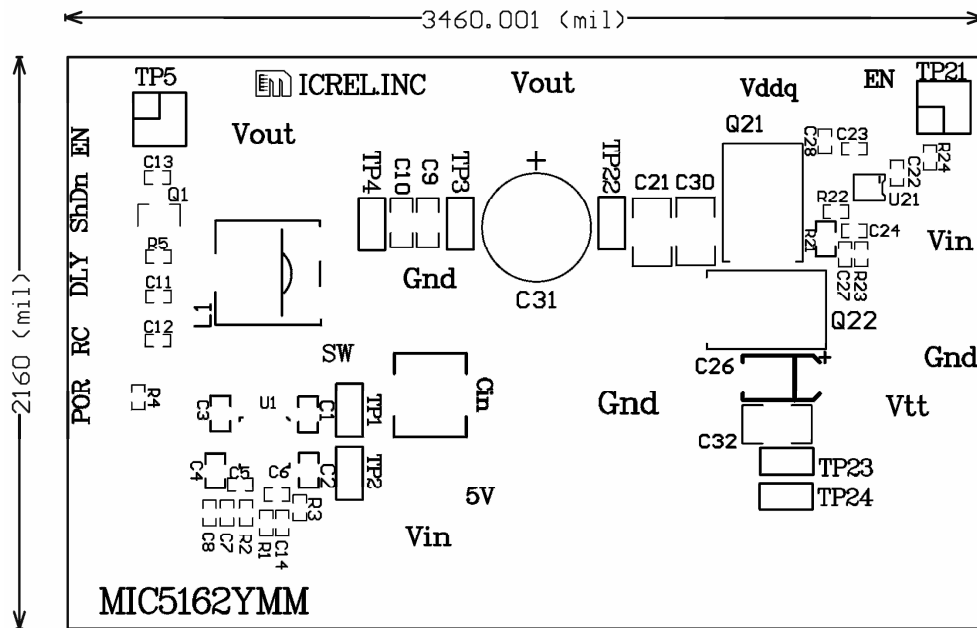 3460.001 (mil)
2160 (mil)
TP5
ICREL.INC
Vout
Vddq
EN
TP21
Vout
Q21
C28
C23
R24
EN
C13
TP4
C10
C9
TP3
TP22
C21
C30
C22
U21
ShDn
Q1
R22
R21
C24
Vin
R5
C27
R23
DLY
C11
Gnd
C31
L1
Q22
RC
C12
SW
C26
+
Gnd
POR
R4
C3
U1
C1
TP1
Cin
Gnd
Vtt
C32
C4
C5
C6
C2
TP2
TP23
5V
TP24
R3
C8
C7
R2
R1
C14
Vin
MIC5162YMM